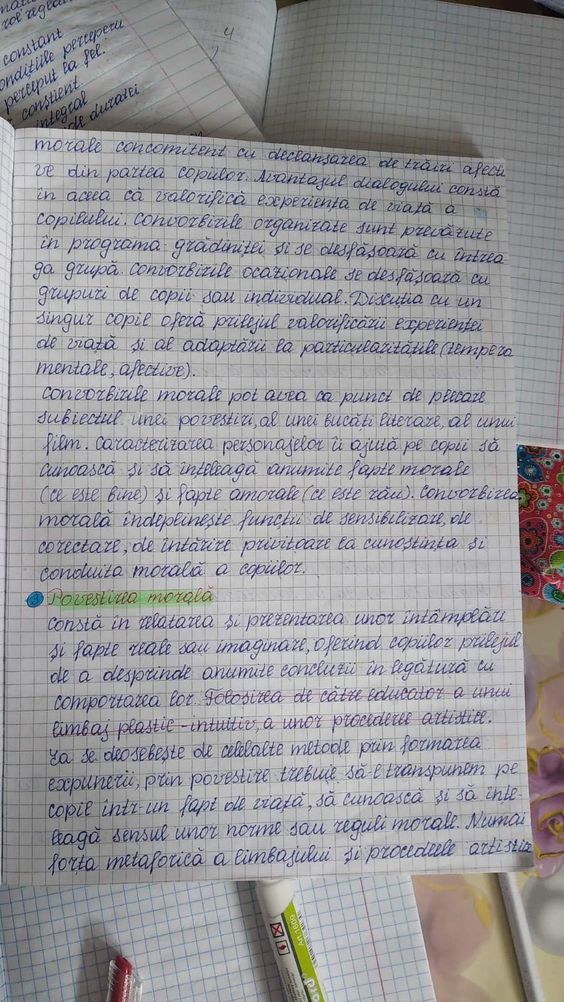 constant
condițiile perceperii
perceput la fel.
constient
integral
de duratei
4
morale concomitent cu declanșarea de trăiri afecti
ve din partea copiilor. Avantajul dialogului constă
în aceea că valorifică experiența de viață a
copilului. Convorbirile organizate sunt prevăzute
în programa grădiniței și se desfășoară cu întrea
ga grupă. Convorbirile ocazionale se desfășoară cu
grupuri de copii sau individual. Discuția cu un
singur copil oferă prilejul valorificării experienței
de viață și al adaptării la particularitățile (tempera
mentale, afective).
Convorbirile morale pot avea ca punct de plecare
subiectul unei povestiri, al unei bucăți literare, al unui
film. Caracterizarea personajelor îi ajută pe copii să
cunoască și să înțeleagă anumite fapte morale
(ce este bine) și fapte amorale (ce este rău). Convorbirea
morală îndeplinește funcții de sensibilizare, de
corectare, de întărire privitoare la cunoștința și
conduita morală a copiilor.
3 Povestirea morală
Constă în relatarea și prezentarea unor întâmplări
și fapte reale sau imaginare, oferind copiilor prilejul
de a desprinde anumite concluzii în legătură cu
comportarea lor. Folosirea de către educator a unui
limbaj plastic-intuitiv, a unor procedee artistice.
Ea se deosebește de celelalte metode prin formarea
expunerii, prin povestire trebuie să-l transpunem pe
copil într-un fapt de viață, să cunoască și să înțe-
leagă sensul unor norme sau reguli morale. Numai
forța metaforică a limbajului și procedeele artistice